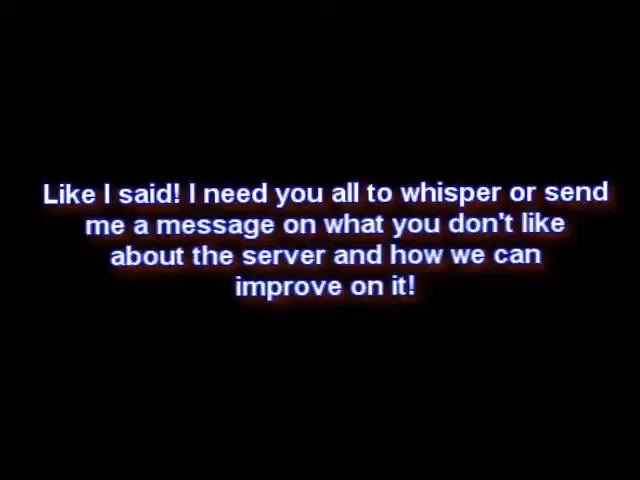 Like I said! I need you all to whisper or send
me a message on what you don't like
about the server and how we can
improve on it!